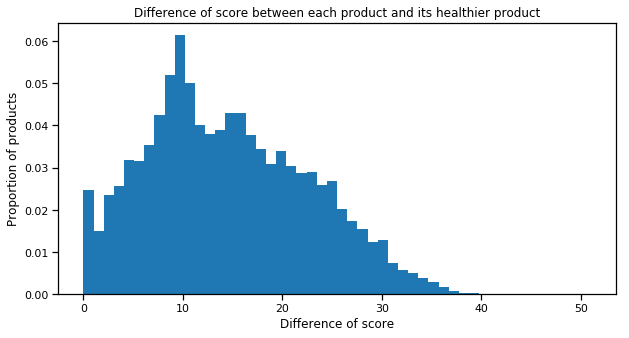 Difference of score between each product and its healthier product
Proportion of products
0.06
0.05
0.04
0.03
0.02
0.01
0.00
0 10 20 30 40 50
Difference of score